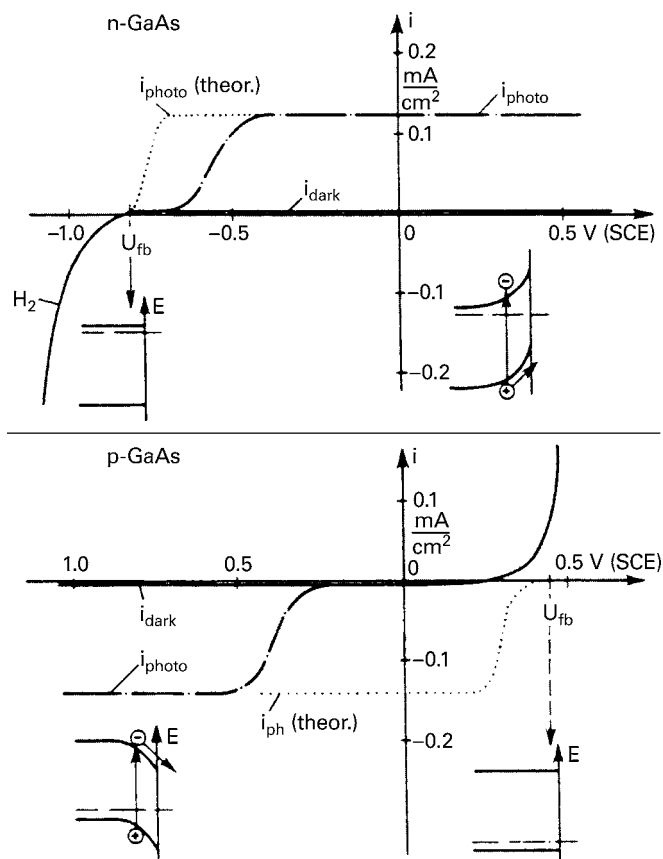 n-GaAs
i
0.2
mA
cm²
i_photo (theor.)
i_photo
0.1
i_dark
−1.0
−0.5
0
0.5
V (SCE)
U_fb
H₂
E
−0.1
−0.2
⊖
⊕
p-GaAs
i
0.1
mA
cm²
1.0
0.5
0
0.5
V (SCE)
i_dark
U_fb
i_photo
−0.1
i_ph (theor.)
−0.2
⊖
E
E
⊕